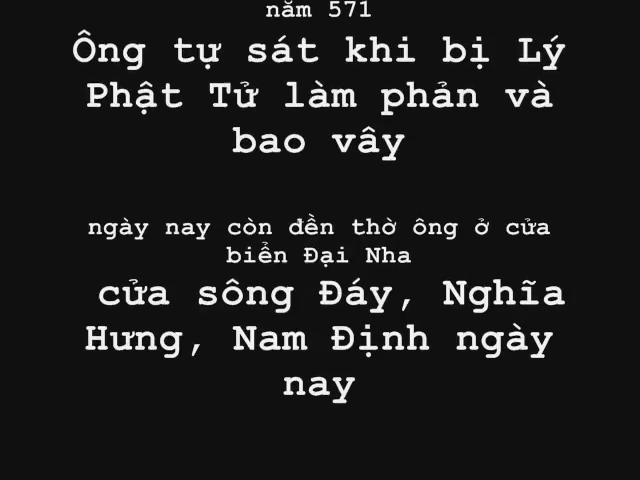 năm 571
Ông tự sát khi bị Lý
Phật Tử làm phản và
bao vây
ngày nay còn đền thờ ông ở cửa
biển Đại Nha
cửa sông Đáy, Nghĩa
Hưng, Nam Định ngày
nay